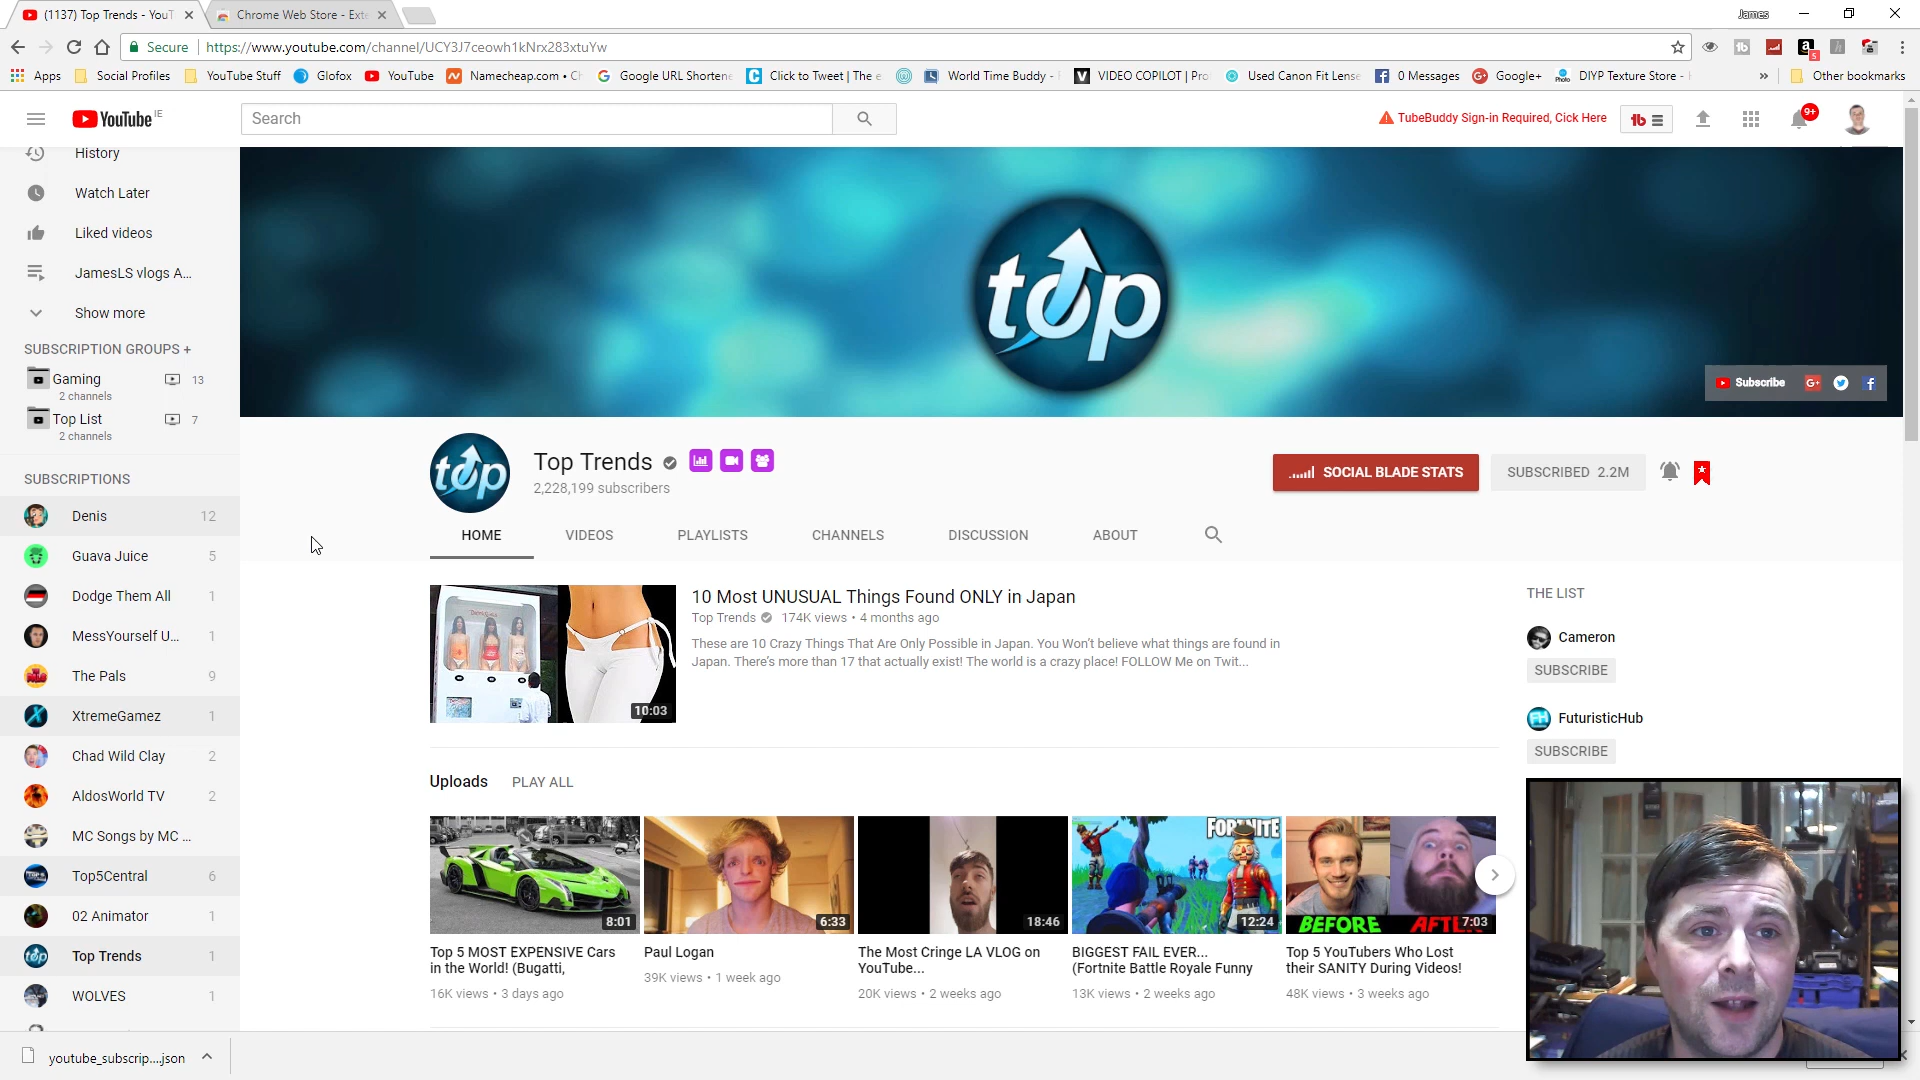 (1137) Top Trends - YouT
Chrome Web Store - Exte
James
Secure
https://www.youtube.com/channel/UCY3J7ceowh1kNrx283xtuYw
Apps
Social Profiles
YouTube Stuff
Glofox
YouTube
Namecheap.com • Ch
Google URL Shortene
Click to Tweet | The e
World Time Buddy -
VIDEO COPILOT | Pro
Used Canon Fit Lense
0 Messages
Google+
DIYP Texture Store -
»
Other bookmarks
YouTube IE
Search
TubeBuddy Sign-in Required, Cick Here
tb
9+
History
Watch Later
Liked videos
JamesLS vlogs A...
Show more
SUBSCRIPTION GROUPS +
Gaming 13
2 channels
Top List 7
2 channels
SUBSCRIPTIONS
Denis 12
Guava Juice 5
Dodge Them All 1
MessYourself U... 1
The Pals 9
XtremeGamez 1
Chad Wild Clay 2
AldosWorld TV 2
MC Songs by MC ...
Top5Central 6
02 Animator 1
Top Trends 1
WOLVES 1
top
Subscribe
top
Top Trends
2,228,199 subscribers
SOCIAL BLADE STATS
SUBSCRIBED 2.2M
HOME
VIDEOS
PLAYLISTS
CHANNELS
DISCUSSION
ABOUT
10:03
10 Most UNUSUAL Things Found ONLY in Japan
Top Trends 174K views • 4 months ago
These are 10 Crazy Things That Are Only Possible in Japan. You Won't believe what things are found in
Japan. There's more than 17 that actually exist! The world is a crazy place! FOLLOW Me on Twit...
THE LIST
Cameron
SUBSCRIBE
FuturisticHub
SUBSCRIBE
Uploads
PLAY ALL
8:01
Top 5 MOST EXPENSIVE Cars
in the World! (Bugatti,
16K views • 3 days ago
6:33
Paul Logan
39K views • 1 week ago
18:46
The Most Cringe LA VLOG on
YouTube...
20K views • 2 weeks ago
FORTNITE
12:24
BIGGEST FAIL EVER...
(Fortnite Battle Royale Funny
13K views • 2 weeks ago
BEFORE
AFTER
7:03
Top 5 YouTubers Who Lost
their SANITY During Videos!
48K views • 3 weeks ago
youtube_subscrip....json